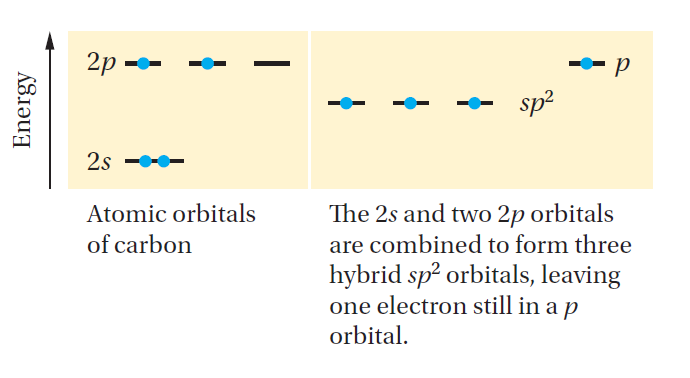 Energy
2p
2s
p
sp²
Atomic orbitals
of carbon
The 2s and two 2p orbitals
are combined to form three
hybrid sp² orbitals, leaving
one electron still in a p
orbital.